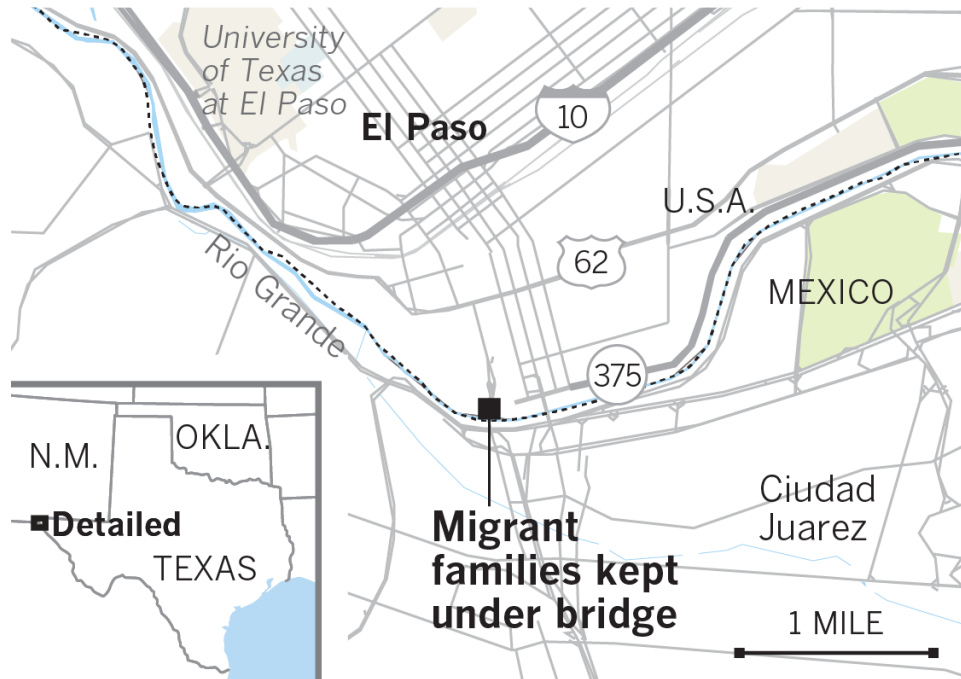 University
of Texas
at El Paso
El Paso
10
U.S.A.
Rio Grande
62
MEXICO
375
N.M.
OKLA.
Detailed
TEXAS
Ciudad
Juarez
Migrant
families kept
under bridge
1 MILE